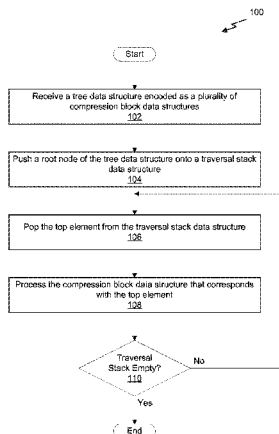 100
Start
Receive a tree data structure encoded as a plurality of
compression block data structures
102
Push a root node of the tree data structure onto a traversal stack
data structure
104
Pop the top element from the traversal stack data structure
106
Process the compression block data structure that corresponds
with the top element
108
Traversal
Stack Empty?
110
No
Yes
End